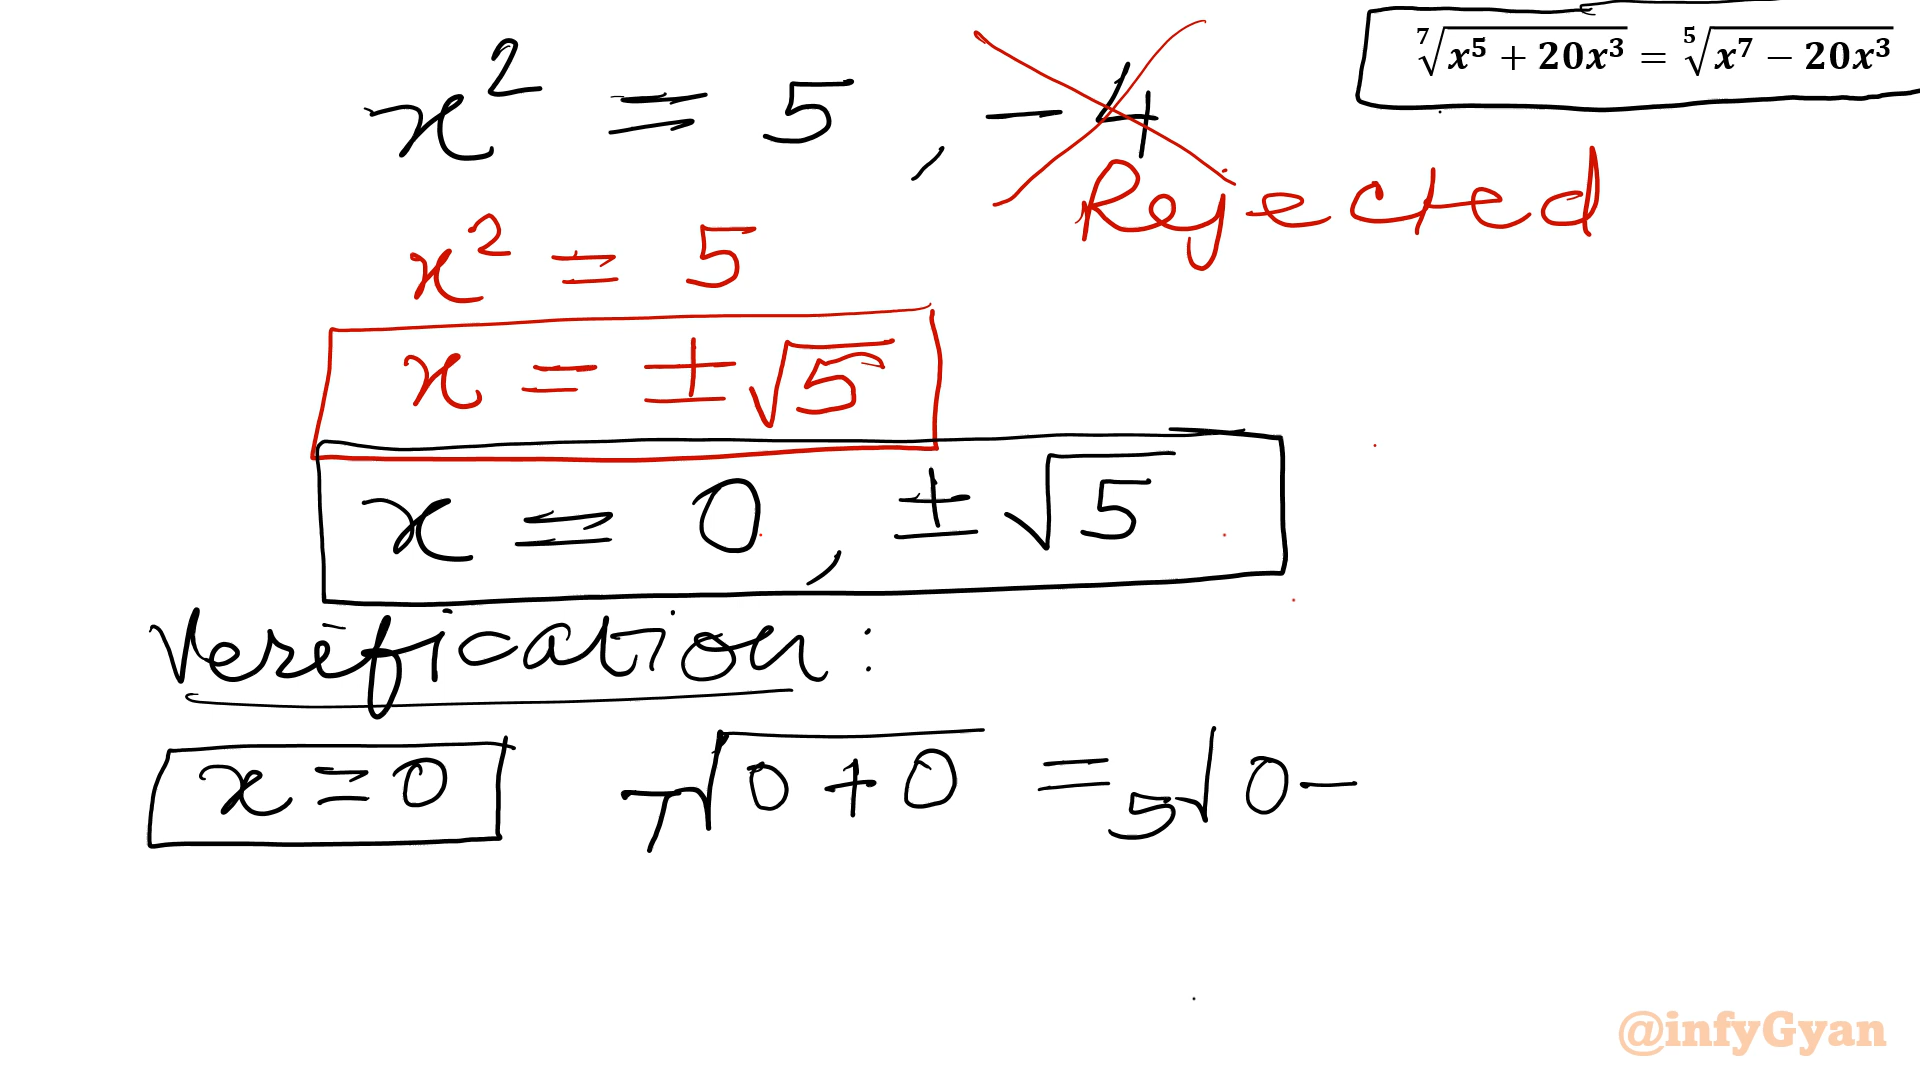 x² = 5, -4
⁷√(x⁵ + 20x³) = ⁵√(x⁷ − 20x³)
Rejected
x² = 5
x = ±√5
x = 0, ±√5
Verification:
x = 0 ⁷√(0 + 0) = ⁵√(0 −
@infyGyan